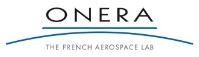 ONERA
THE FRENCH AEROSPACE LAB